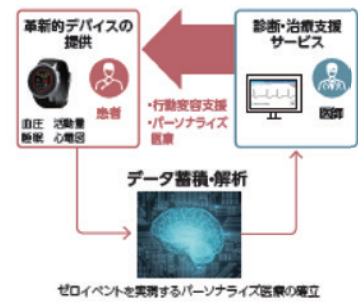 革新的デバイスの
提供
患者
血圧 活動量
睡眠 心電図
・行動変容支援
・パーソナライズ
医療
診断・治療支援
サービス
医師
データ蓄積・解析
ゼロイベントを実現するパーソナライズ医療の確立